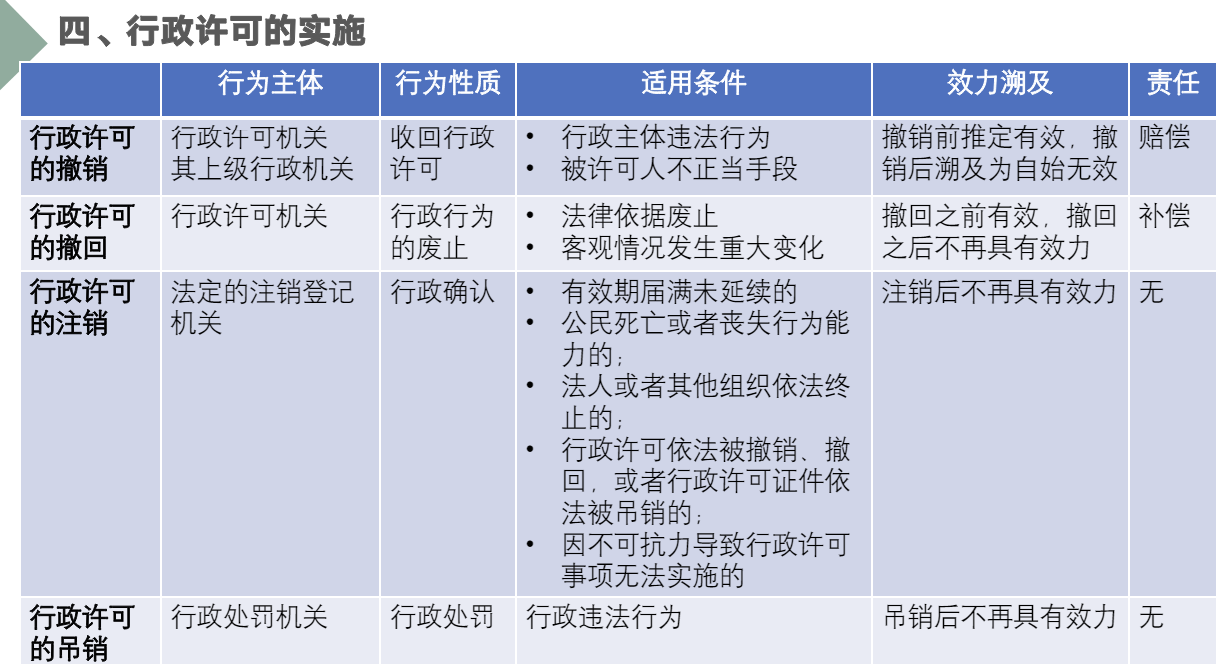 四、行政许可的实施
行为主体 行为性质 适用条件 效力溯及 责任
行政许可
的撤销
行政许可机关
其上级行政机关
收回行政
许可
• 行政主体违法行为
• 被许可人不正当手段
撤销前推定有效，撤
销后溯及为自始无效
赔偿
行政许可
的撤回
行政许可机关
行政行为
的废止
• 法律依据废止
• 客观情况发生重大变化
撤回之前有效，撤回
之后不再具有效力
补偿
行政许可
的注销
法定的注销登记
机关
行政确认
• 有效期届满未延续的
• 公民死亡或者丧失行为能
力的；
• 法人或者其他组织依法终
止的；
• 行政许可依法被撤销、撤
回，或者行政许可证件依
法被吊销的；
• 因不可抗力导致行政许可
事项无法实施的
注销后不再具有效力
无
行政许可
的吊销
行政处罚机关
行政处罚
行政违法行为
吊销后不再具有效力
无